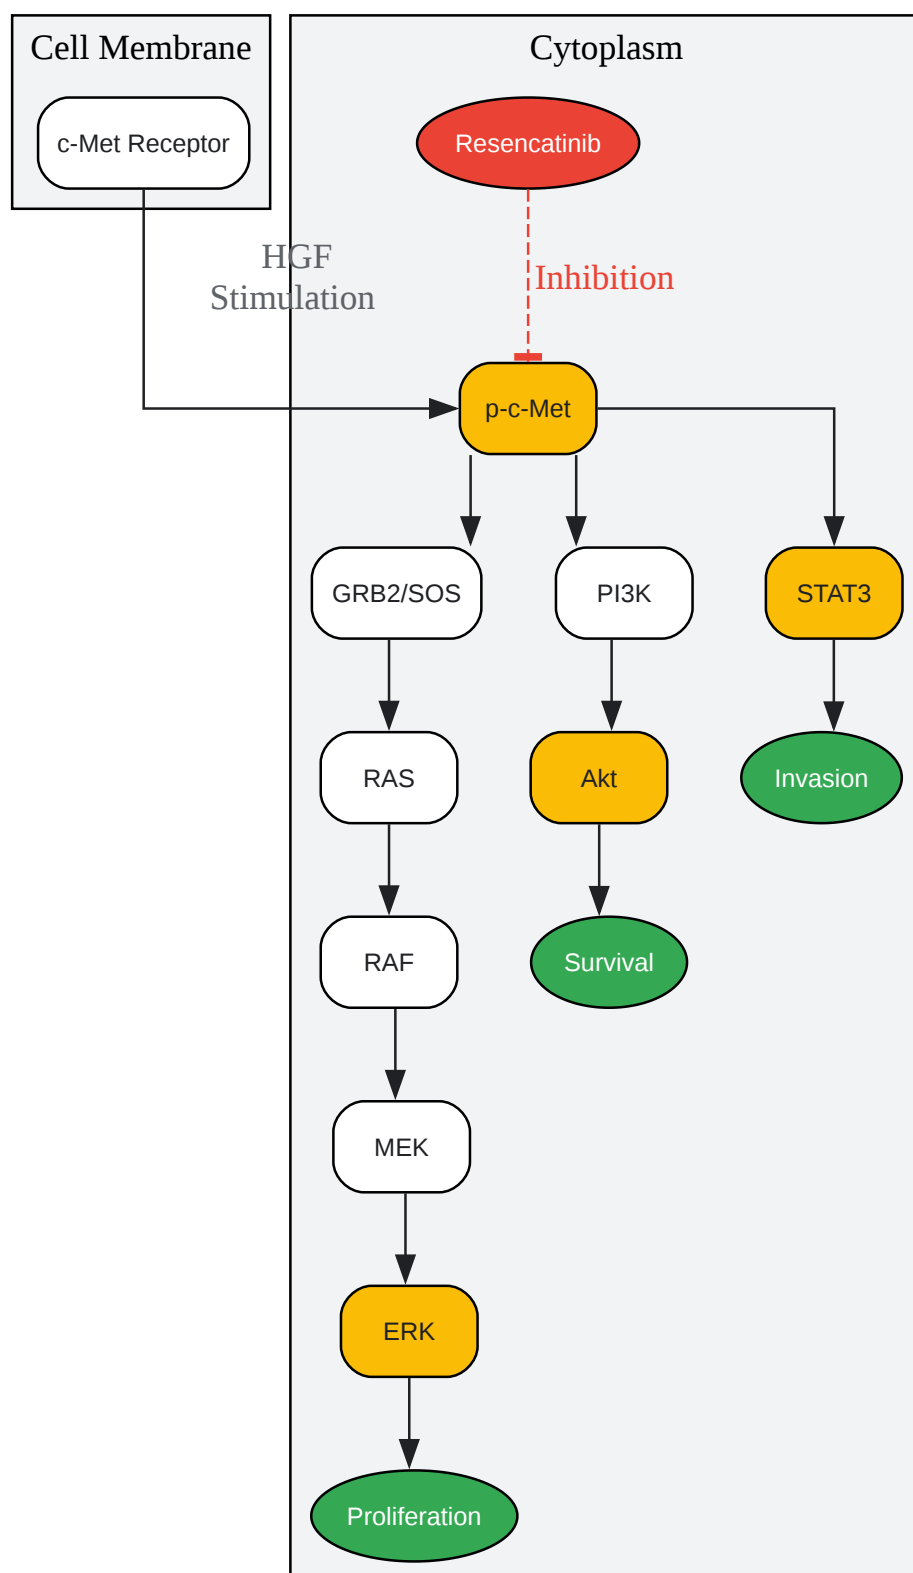 Cell Membrane
Cytoplasm
c-Met Receptor
Resencatinib
HGF
Stimulation
Inhibition
p-c-Met
GRB2/SOS
PI3K
STAT3
RAS
Akt
Invasion
RAF
Survival
MEK
ERK
Proliferation